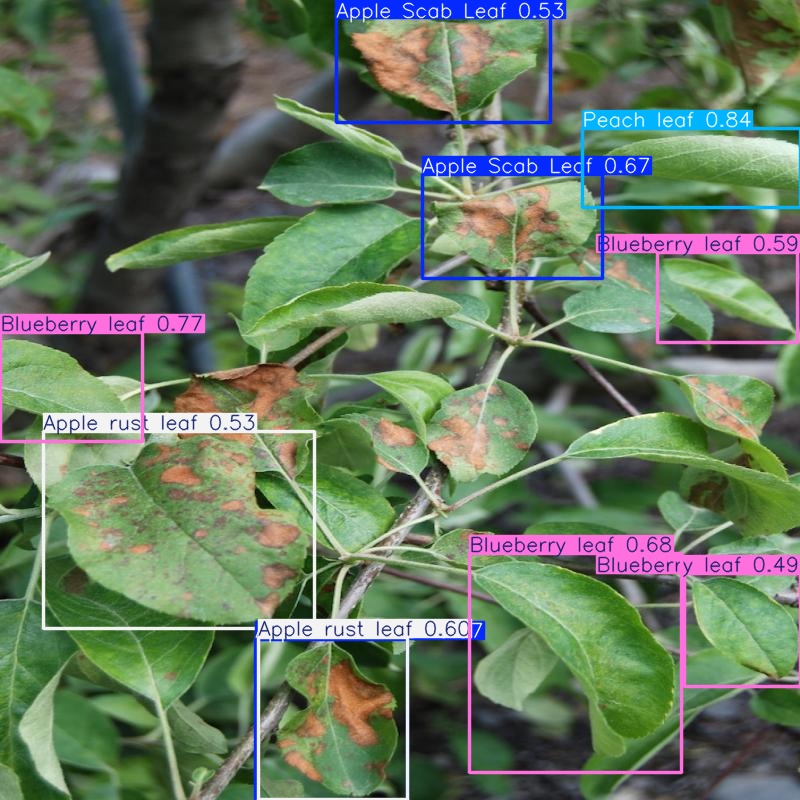 Apple Scab Leaf 0.53
Peach leaf 0.84
Apple Scab Leaf 0.67
Blueberry leaf 0.59
Blueberry leaf 0.77
Apple rust leaf 0.53
Blueberry leaf 0.68
Blueberry leaf 0.49
Apple rust leaf 0.60